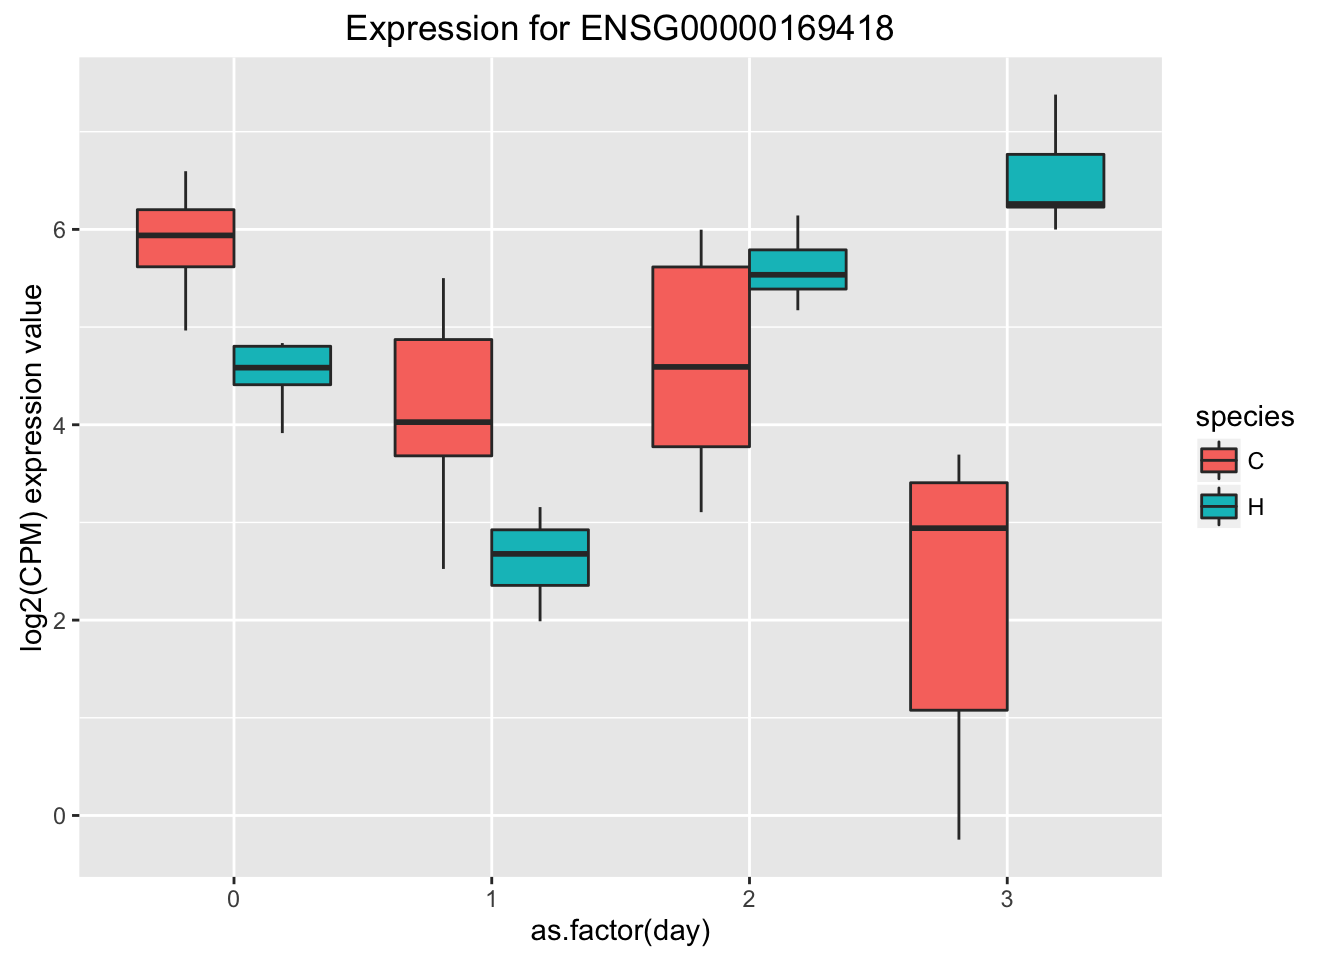 Expression for ENSG00000169418
log2(CPM) expression value
6
4
2
0
0 1 2 3
as.factor(day)
species
C
H